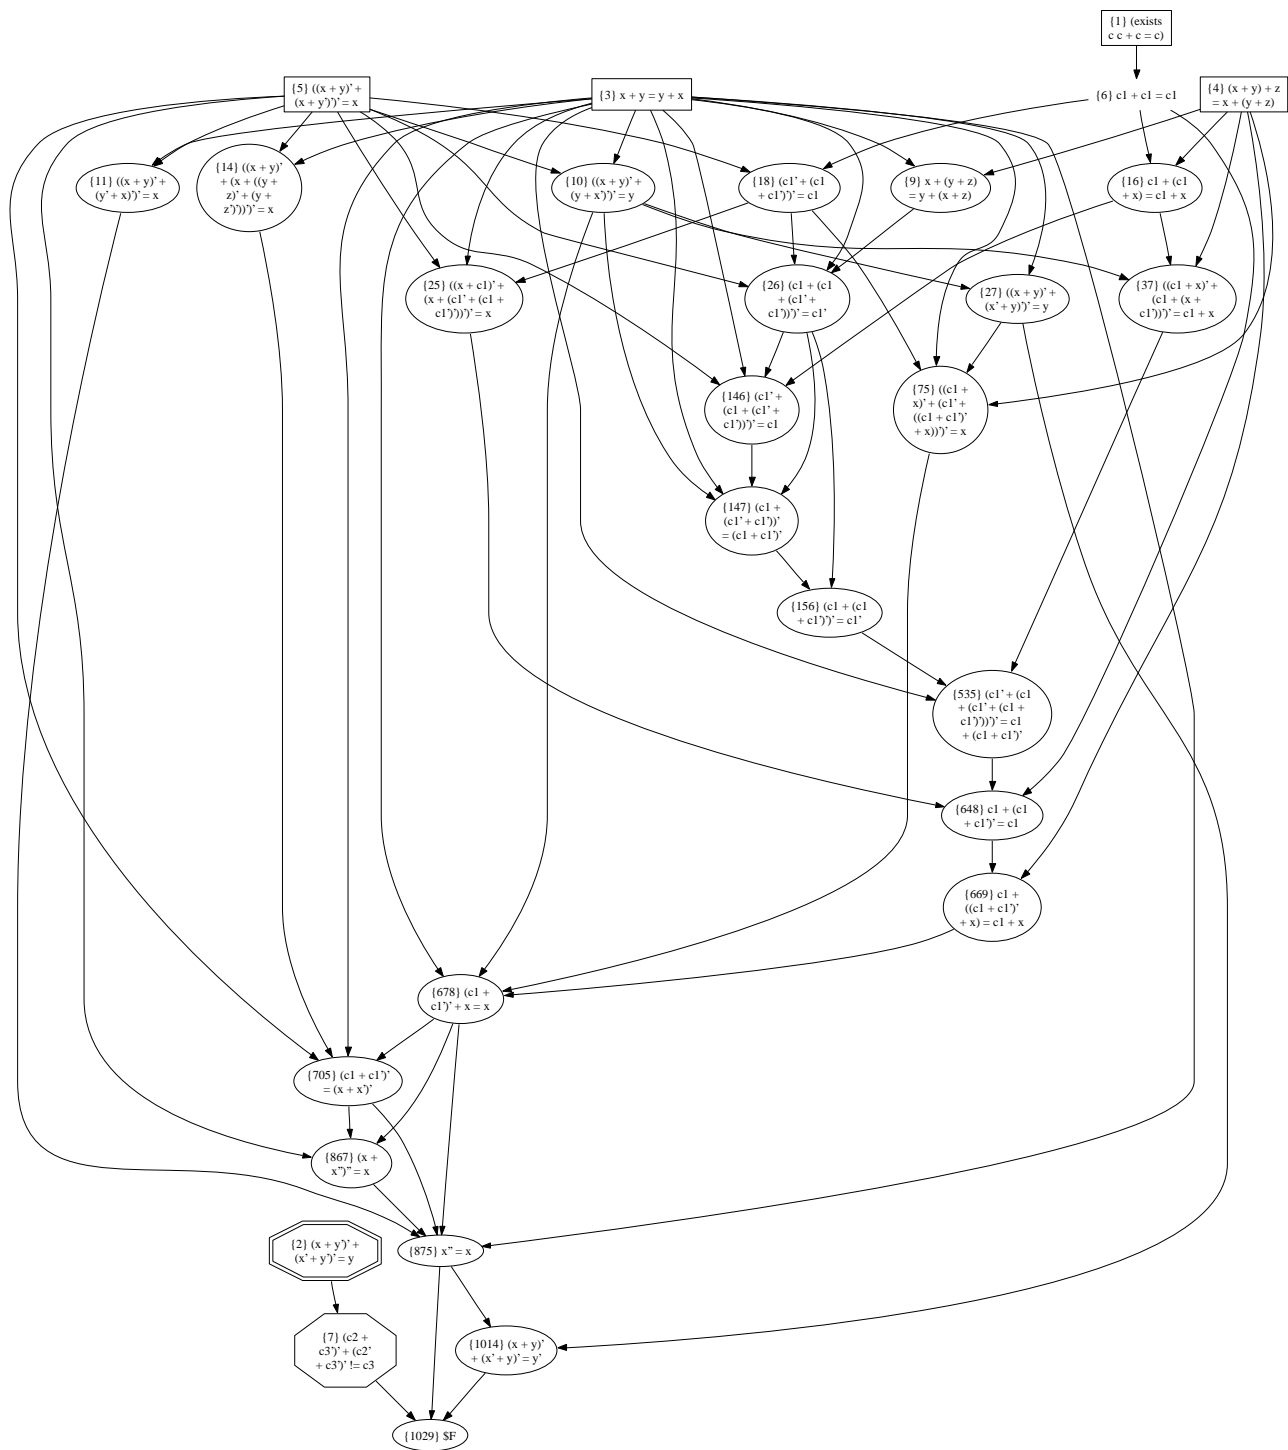 {1} (exists
c c + c = c)
{5} ((x + y)’ +
(x + y’)’)’ = x
{3} x + y = y + x
{6} c1 + c1 = c1
{4} (x + y) + z
= x + (y + z)
{11} ((x + y)’ +
(y’ + x)’)’ = x
{14} ((x + y)’
+ (x + ((y +
z)’ + (y +
z’)’))’)’ = x
{10} ((x + y)’ +
(y + x’)’)’ = y
{18} (c1’ + (c1
+ c1’)’)’ = c1
{9} x + (y + z)
= y + (x + z)
{16} c1 + (c1
+ x) = c1 + x
{25} ((x + c1)’ +
(x + (c1’ + (c1 +
c1’)’))’)’ = x
{26} (c1 + (c1
+ (c1’ +
c1’))’)’ = c1’
{27} ((x + y)’ +
(x’ + y)’)’ = y
{37} ((c1 + x)’ +
(c1 + (x +
c1’))’)’ = c1 + x
{146} (c1’ +
(c1 + (c1’ +
c1’))’)’ = c1
{75} ((c1 +
x)’ + (c1’ +
((c1 + c1’)’
+ x))’)’ = x
{147} (c1 +
(c1’ + c1’))’
= (c1 + c1’)’
{156} (c1 + (c1
+ c1’)’)’ = c1’
{535} (c1’ + (c1
+ (c1’ + (c1 +
c1’)’))’)’ = c1
+ (c1 + c1’)’
{648} c1 + (c1
+ c1’)’ = c1
{669} c1 +
((c1 + c1’)’
+ x) = c1 + x
{678} (c1 +
c1’)’ + x = x
{705} (c1 + c1’)’
= (x + x’)’
{867} (x +
x’’)’’ = x
{2} (x + y’)’ +
(x’ + y’)’ = y
{875} x’’ = x
{7} (c2 +
c3’)’ + (c2’
+ c3’)’ != c3
{1014} (x + y)’
+ (x’ + y)’ = y’
{1029} $F